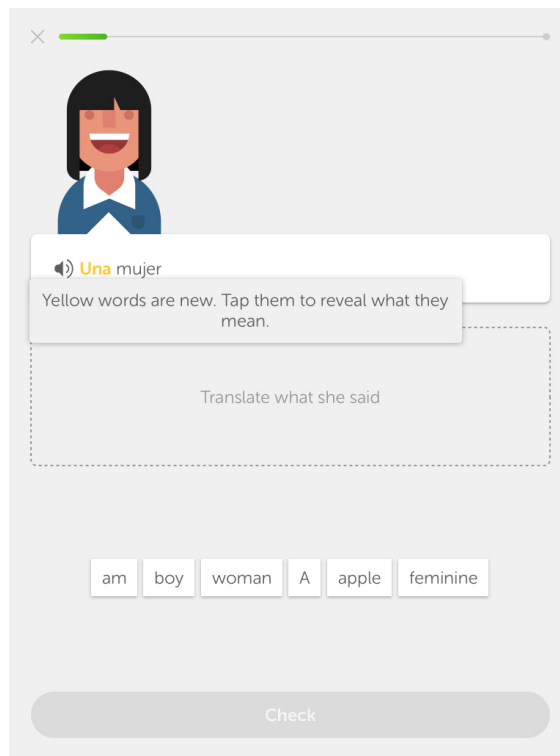 Una mujer
Yellow words are new. Tap them to reveal what they
mean.
Translate what she said
am boy woman A apple feminine
Check